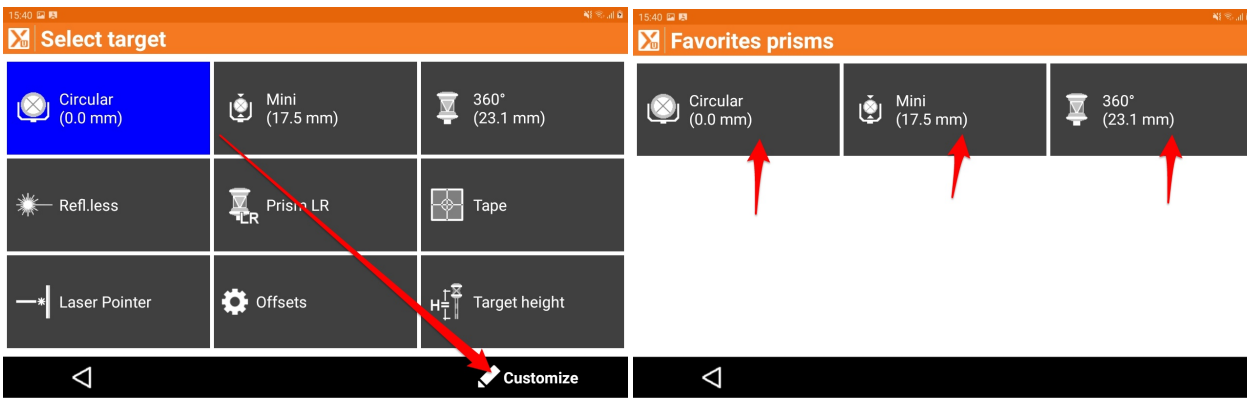 15:40
Select target
Circular
(0.0 mm)
Mini
(17.5 mm)
360°
(23.1 mm)
Refl.less
Prism LR
LR
Tape
Laser Pointer
Offsets
H=
Target height
Customize
15:40
Favorites prisms
Circular
(0.0 mm)
Mini
(17.5 mm)
360°
(23.1 mm)